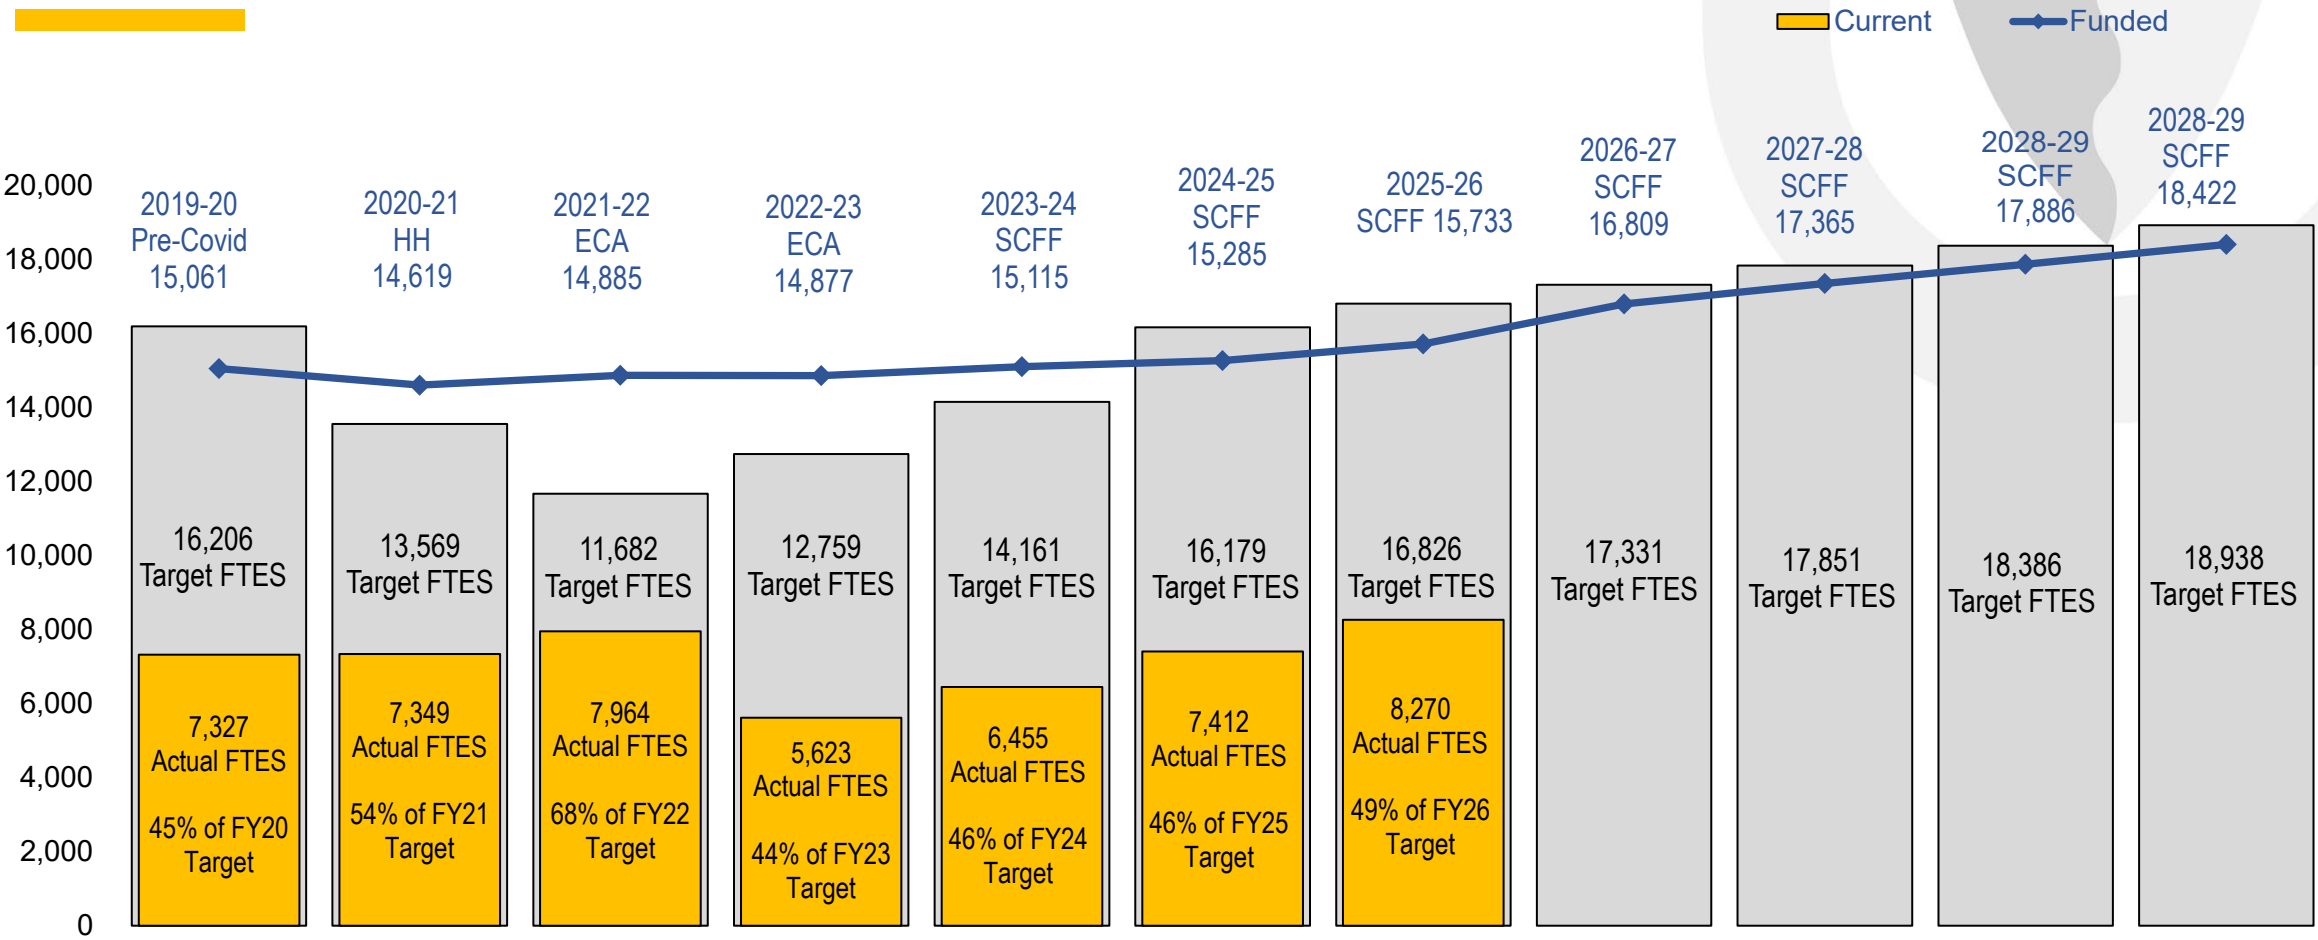 Current
Funded
20,000
18,000
16,000
14,000
12,000
10,000
8,000
6,000
4,000
2,000
0
2019-20
Pre-Covid
15,061
2020-21
HH
14,619
2021-22
ECA
14,885
2022-23
ECA
14,877
2023-24
SCFF
15,115
2024-25
SCFF
15,285
2025-26
SCFF 15,733
2026-27
SCFF
16,809
2027-28
SCFF
17,365
2028-29
SCFF
17,886
2028-29
SCFF
18,422
16,206
Target FTES
13,569
Target FTES
11,682
Target FTES
12,759
Target FTES
14,161
Target FTES
16,179
Target FTES
16,826
Target FTES
17,331
Target FTES
17,851
Target FTES
18,386
Target FTES
18,938
Target FTES
7,327
Actual FTES
45% of FY20
Target
7,349
Actual FTES
54% of FY21
Target
7,964
Actual FTES
68% of FY22
Target
5,623
Actual FTES
44% of FY23
Target
6,455
Actual FTES
46% of FY24
Target
7,412
Actual FTES
46% of FY25
Target
8,270
Actual FTES
49% of FY26
Target